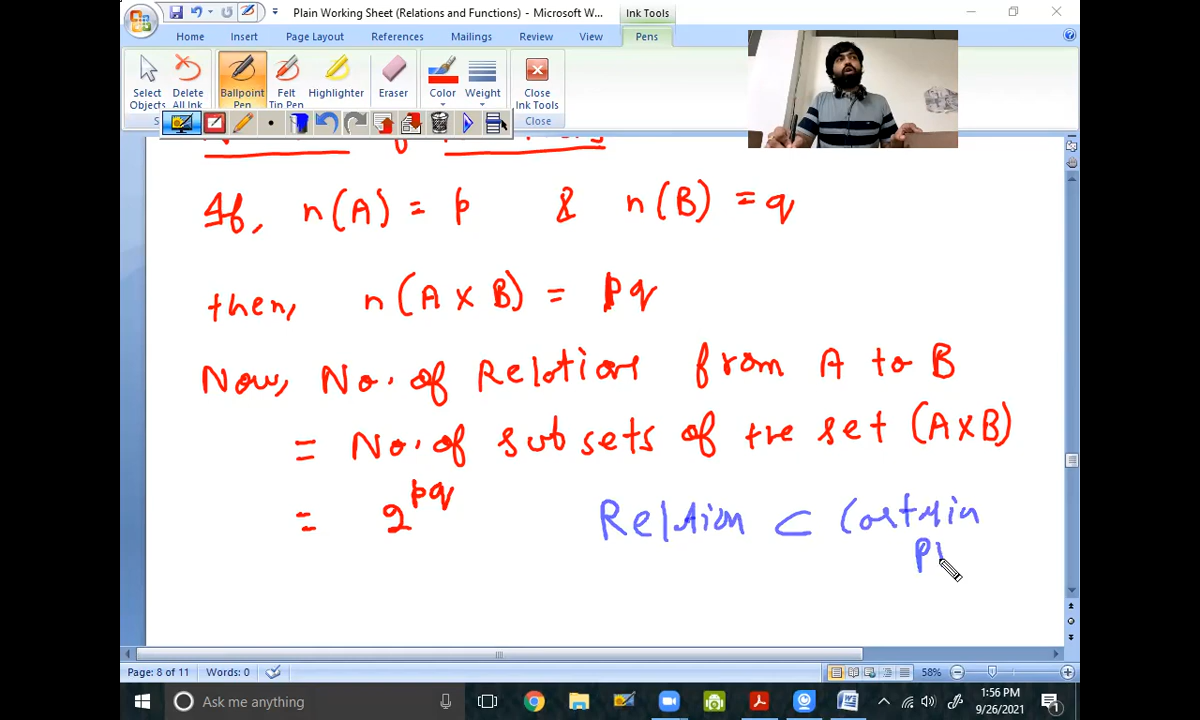 Plain Working Sheet (Relations and Functions) - Microsoft W...
Ink Tools
Home Insert Page Layout References Mailings Review View Pens
Select Objects
Delete All Ink
Ballpoint Pen
Felt Tip Pen
Highlighter
Eraser
Color
Weight
Close Ink Tools
Close
If, n(A) = p & n(B) = q
then, n(A x B) = pq
Now, No. of Relations from A to B
= No. of subsets of the set (AxB)
= 2^pq
Relation ⊂ Cartesian
Page: 8 of 11 Words: 0 58%
Ask me anything
1:56 PM
9/26/2021